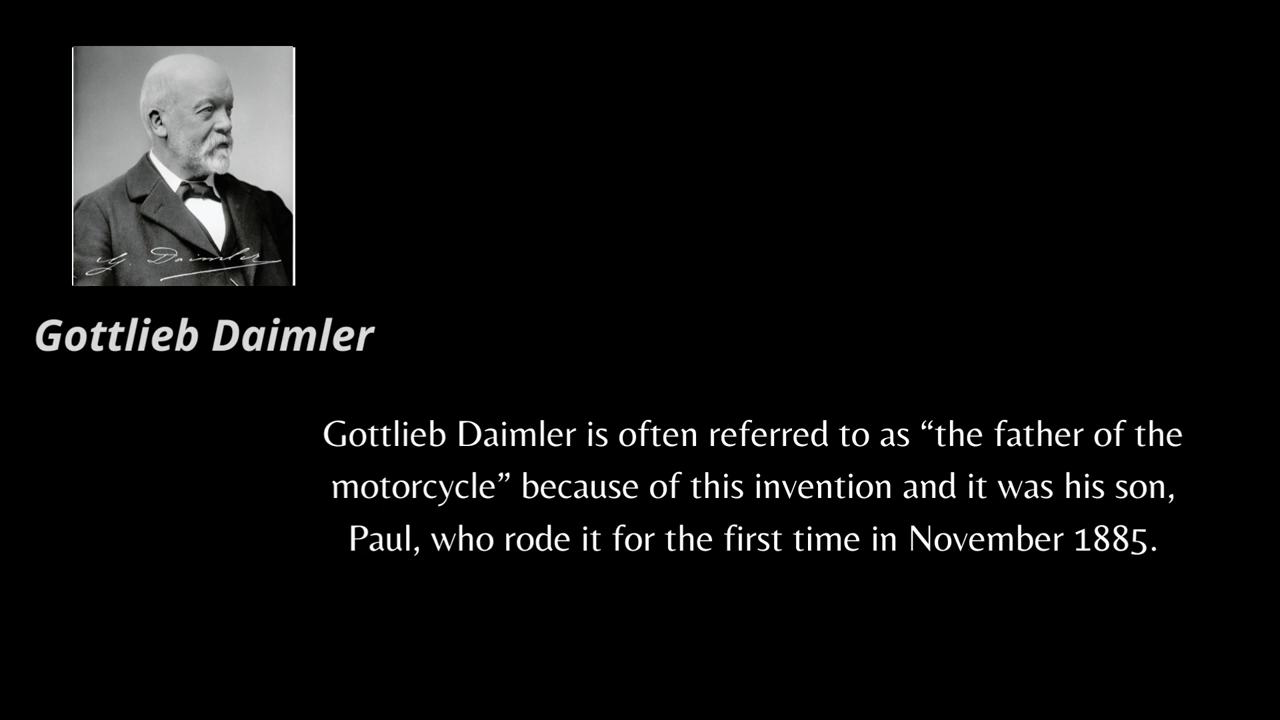 G. Daimler
Gottlieb Daimler
Gottlieb Daimler is often referred to as “the father of the
motorcycle” because of this invention and it was his son,
Paul, who rode it for the first time in November 1885.